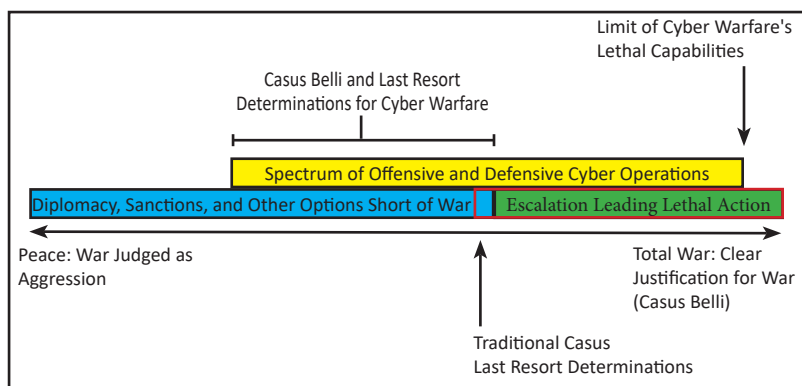 Limit of Cyber Warfare's
Lethal Capabilities
Casus Belli and Last Resort
Determinations for Cyber Warfare
Spectrum of Offensive and Defensive Cyber Operations
Diplomacy, Sanctions, and Other Options Short of War
Escalation Leading Lethal Action
Peace: War Judged as
Aggression
Total War: Clear
Justification for War
(Casus Belli)
Traditional Casus
Last Resort Determinations